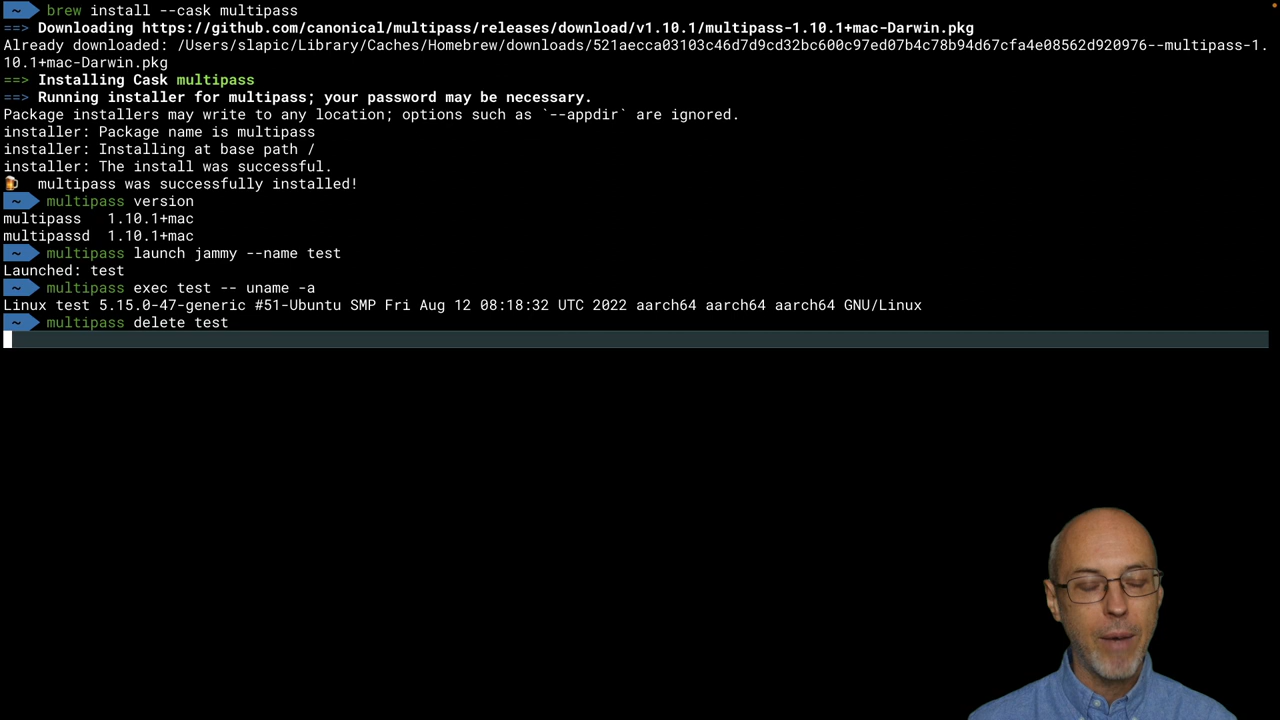 ~ brew install --cask multipass
==> Downloading https://github.com/canonical/multipass/releases/download/v1.10.1/multipass-1.10.1+mac-Darwin.pkg
Already downloaded: /Users/slapic/Library/Caches/Homebrew/downloads/521aecca03103c46d7d9cd32bc600c97ed07b4c78b94d67cfa4e08562d920976--multipass-1.
10.1+mac-Darwin.pkg
==> Installing Cask multipass
==> Running installer for multipass; your password may be necessary.
Package installers may write to any location; options such as `--appdir` are ignored.
installer: Package name is multipass
installer: Installing at base path /
installer: The install was successful.
🍺 multipass was successfully installed!
~ multipass version
multipass 1.10.1+mac
multipassd 1.10.1+mac
~ multipass launch jammy --name test
Launched: test
~ multipass exec test -- uname -a
Linux test 5.15.0-47-generic #51-Ubuntu SMP Fri Aug 12 08:18:32 UTC 2022 aarch64 aarch64 aarch64 GNU/Linux
~ multipass delete test